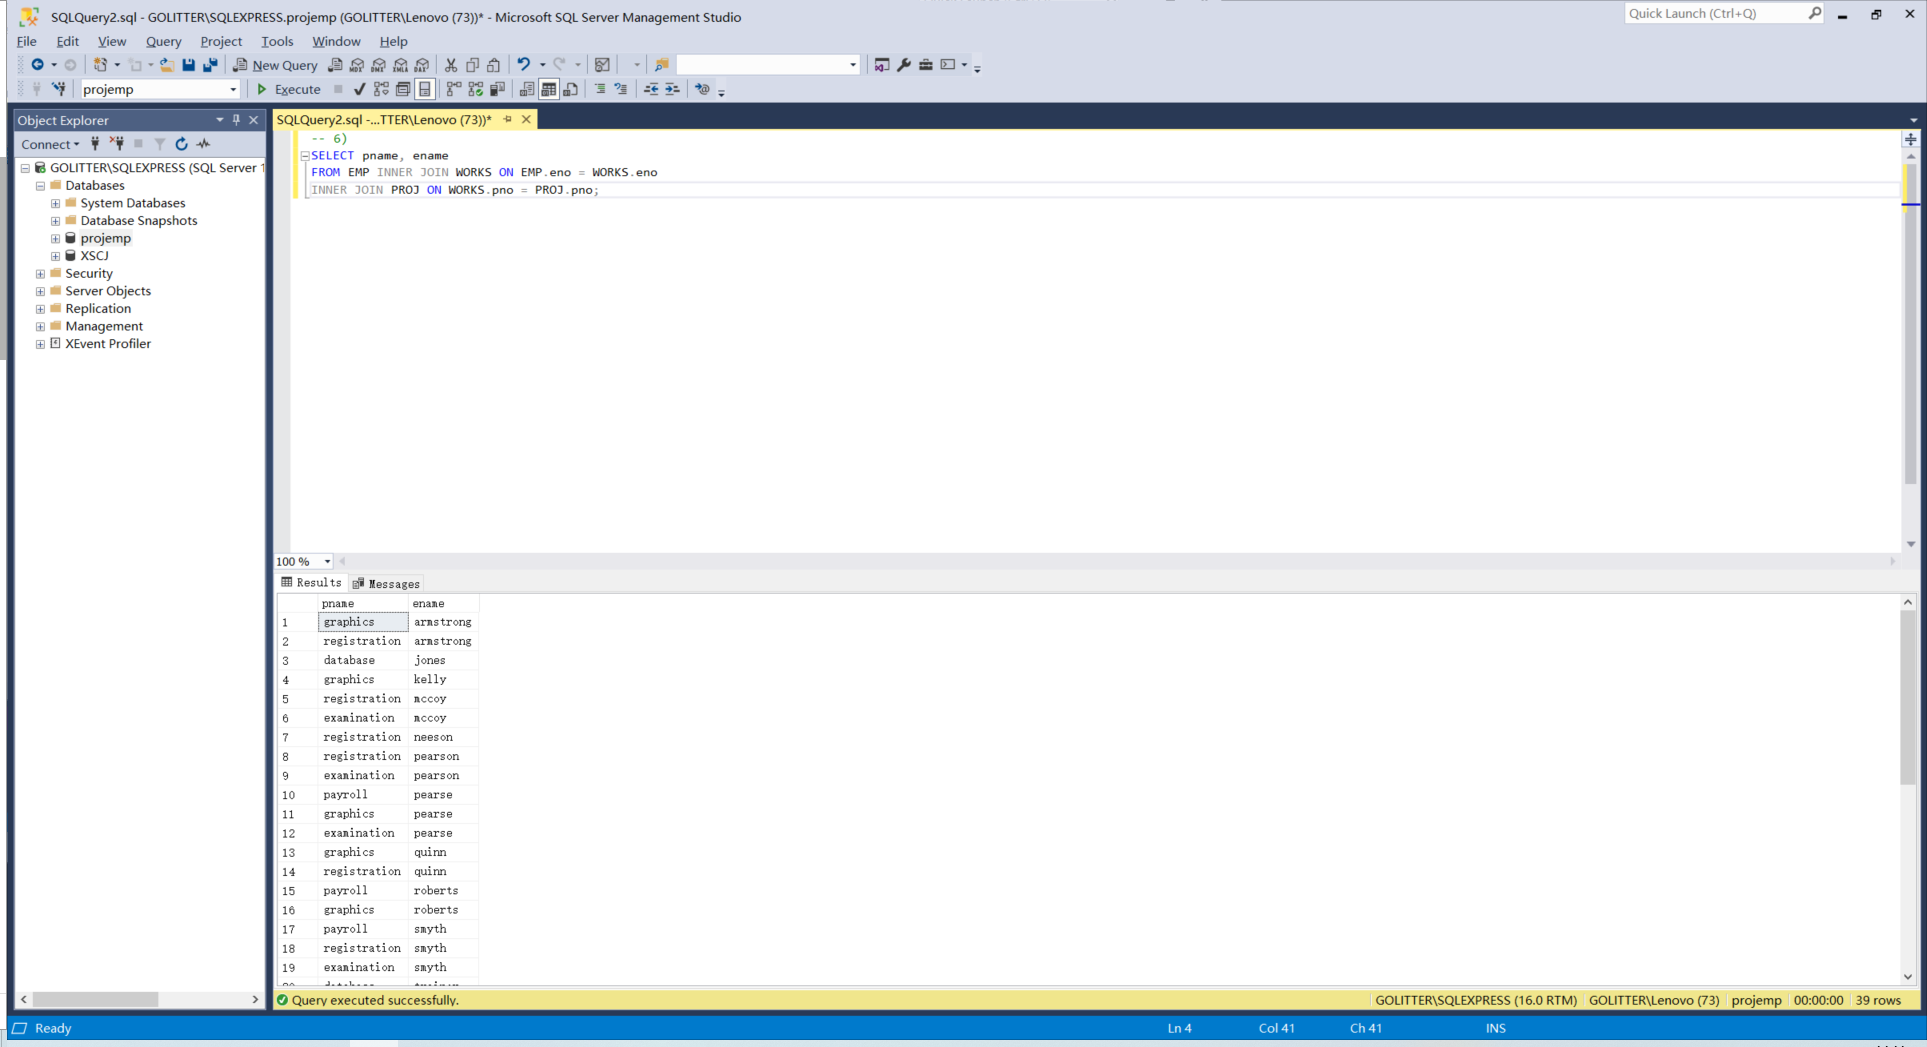 SQLQuery2.sql - GOLITTER\SQLEXPRESS.projemp (GOLITTER\Lenovo (73))* - Microsoft SQL Server Management Studio
Quick Launch (Ctrl+Q)
File Edit View Query Project Tools Window Help
New Query
MDX DMX XMLA DAX
projemp
Execute
Object Explorer
SQLQuery2.sql -...TTER\Lenovo (73))*
Connect
GOLITTER\SQLEXPRESS (SQL Server 1
Databases
System Databases
Database Snapshots
projemp
XSCJ
Security
Server Objects
Replication
Management
XEvent Profiler
-- 6)
SELECT pname, ename
FROM EMP INNER JOIN WORKS ON EMP.eno = WORKS.eno
INNER JOIN PROJ ON WORKS.pno = PROJ.pno;
100 %
Results Messages
pname ename
1 graphics armstrong
2 registration armstrong
3 database jones
4 graphics kelly
5 registration mccoy
6 examination mccoy
7 registration neeson
8 registration pearson
9 examination pearson
10 payroll pearse
11 graphics pearse
12 examination pearse
13 graphics quinn
14 registration quinn
15 payroll roberts
16 graphics roberts
17 payroll smyth
18 registration smyth
19 examination smyth
Query executed successfully.
GOLITTER\SQLEXPRESS (16.0 RTM) GOLITTER\Lenovo (73) projemp 00:00:00 39 rows
Ready
Ln 4 Col 41 Ch 41 INS